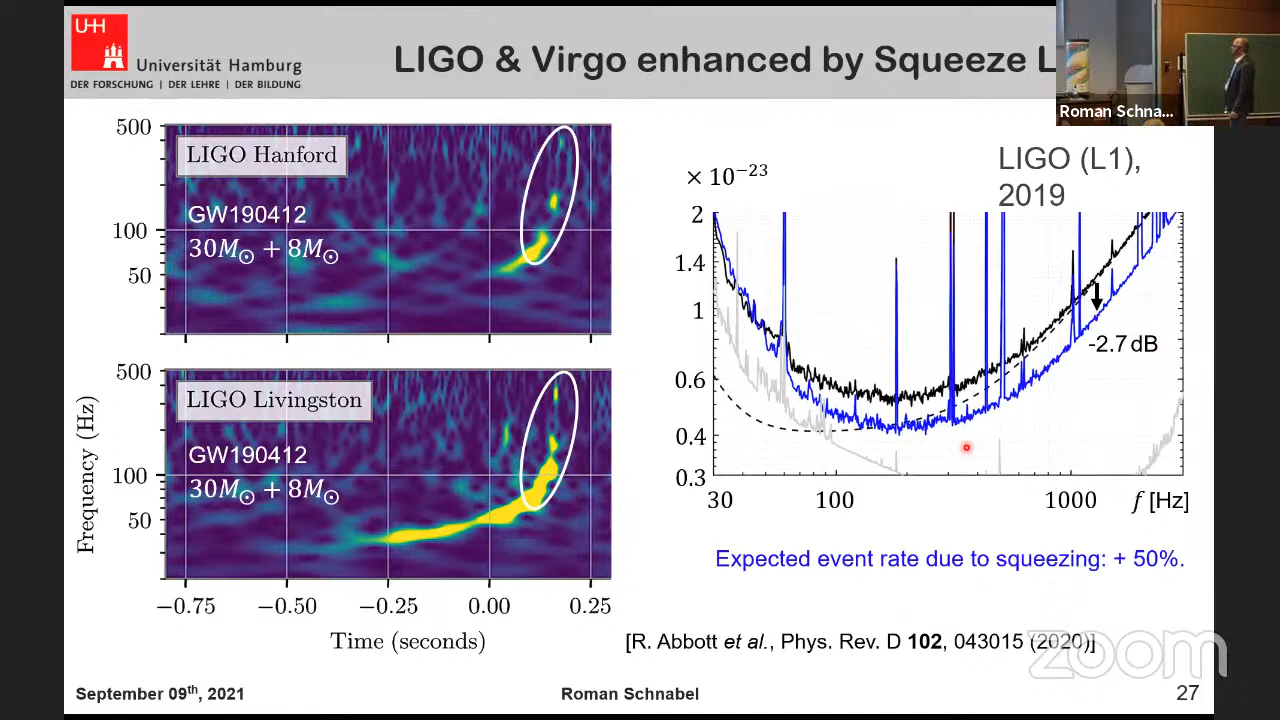 UHH
Universität Hamburg
DER FORSCHUNG | DER LEHRE | DER BILDUNG
LIGO & Virgo enhanced by Squeeze L
Roman Schna...
500
100
50
LIGO Hanford
GW190412
30M☉ + 8M☉
500
100
50
Frequency (Hz)
LIGO Livingston
GW190412
30M☉ + 8M☉
−0.75 −0.50 −0.25 0.00 0.25
Time (seconds)
LIGO (L1),
2019
× 10⁻²³
2
1.4
1
0.6
0.4
0.3
-2.7 dB
30 100 1000 f [Hz]
Expected event rate due to squeezing: + 50%.
[R. Abbott et al., Phys. Rev. D 102, 043015 (2020)]
zoom
September 09th, 2021 Roman Schnabel 27